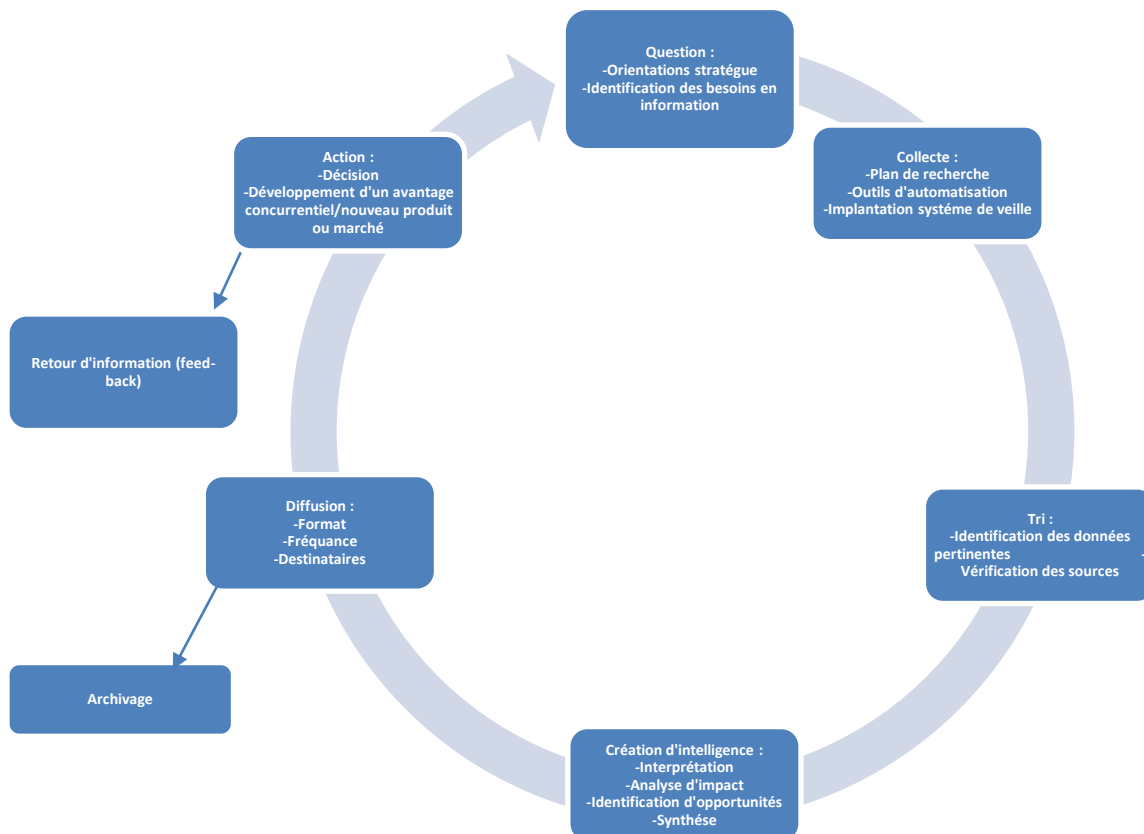 Question :
-Orientations stratégue
-Identification des besoins en
information
Collecte :
-Plan de recherche
-Outils d'automatisation
-Implantation systéme de veille
Tri :
-Identification des données
pertinentes -
Vérification des sources
Création d'intelligence :
-Interprétation
-Analyse d'impact
-Identification d'opportunités
-Synthése
Diffusion :
-Format
-Fréquance
-Destinataires
Archivage
Action :
-Décision
-Développement d'un avantage
concurrentiel/nouveau produit
ou marché
Retour d'information (feed-
back)